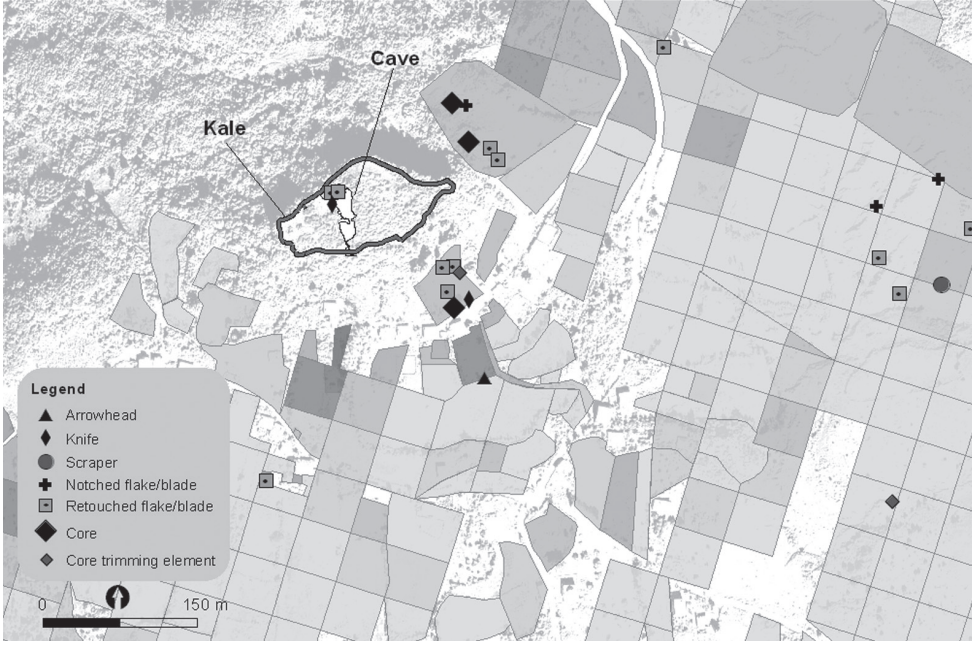 Cave
Kale
Legend
Arrowhead
Knife
Scraper
Notched flake/blade
Retouched flake/blade
Core
Core trimming element
0 150 m